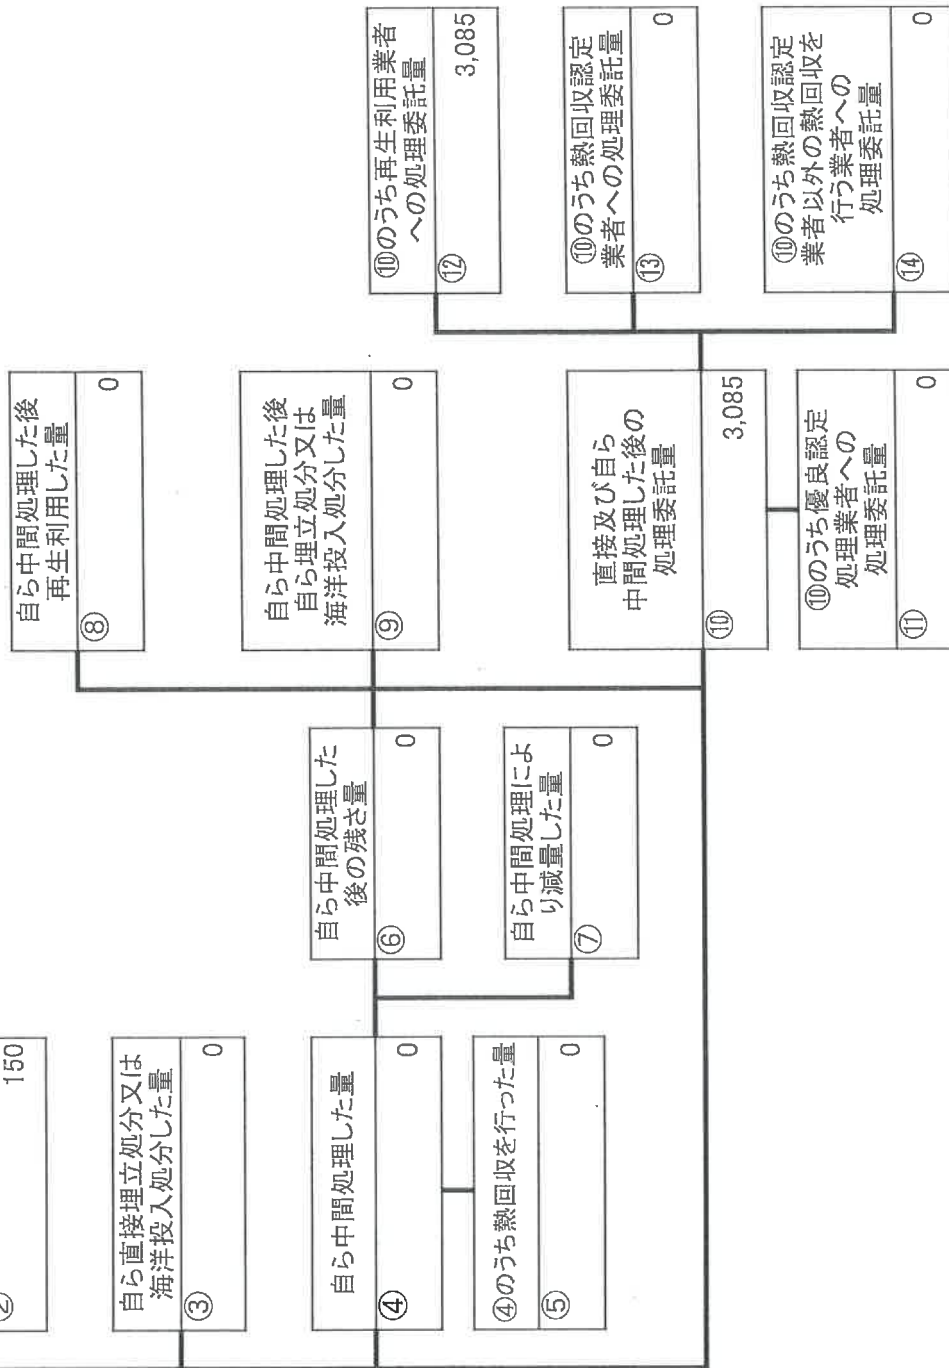 ②
150
自ら直接埋立処分又は
海洋投入処分した量
③
0
自ら中間処理した量
④
0
④のうち熱回収を行った量
⑤
0
自ら中間処理した
後の残さ量
⑥
0
自ら中間処理によ
り減量した量
⑦
0
自ら中間処理した後
再生利用した量
⑧
0
自ら中間処理した後
自ら埋立処分又は
海洋投入処分した量
⑨
0
直接及び自ら
中間処理した後の
処理委託量
⑩
3,085
⑩のうち優良認定
処理業者への
処理委託量
⑪
0
⑩のうち再生利用業者
への処理委託量
⑫
3,085
⑩のうち熱回収認定
業者への処理委託量
⑬
0
⑩のうち熱回収認定
業者以外の熱回収を
行う業者への
処理委託量
⑭
0